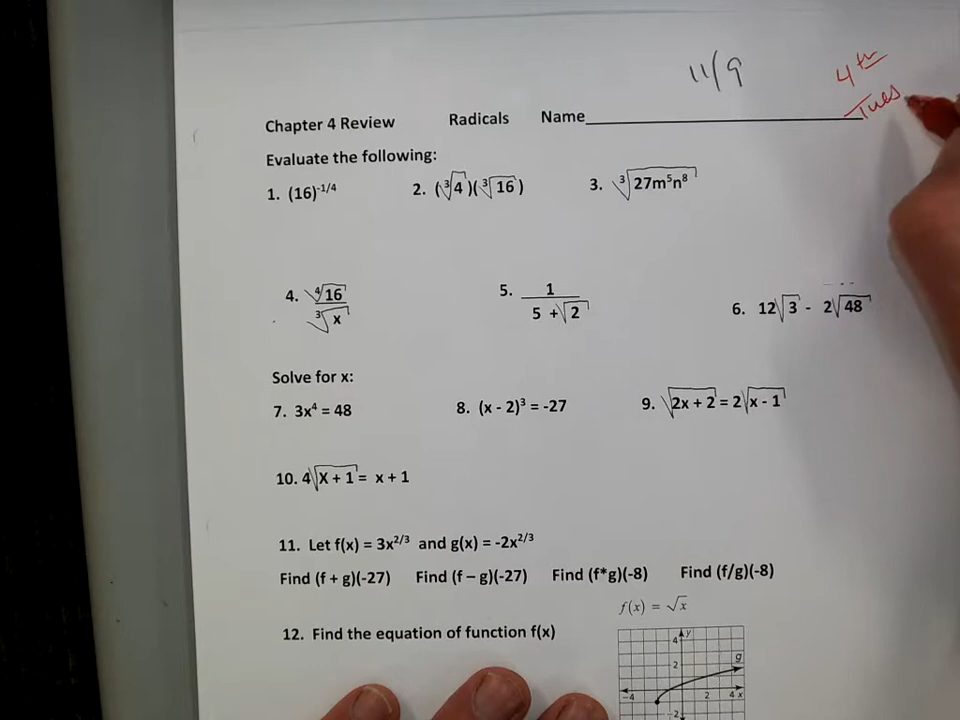 11/9
4th
Tues
Chapter 4 Review Radicals Name
Evaluate the following:
1. (16)^-1/4 2. (∛4)(∛16) 3. ∛27m⁵n⁸
4. ∜16 / ∛x 5. 1 / 5 + √2 6. 12√3 - 2√48
Solve for x:
7. 3x⁴ = 48 8. (x - 2)³ = -27 9. √2x + 2 = 2√x - 1
10. 4√X + 1 = x + 1
11. Let f(x) = 3x^2/3 and g(x) = -2x^2/3
Find (f + g)(-27) Find (f – g)(-27) Find (f*g)(-8) Find (f/g)(-8)
f(x) = √x
12. Find the equation of function f(x)
4 y
2 g
-4 2 4 x
-2